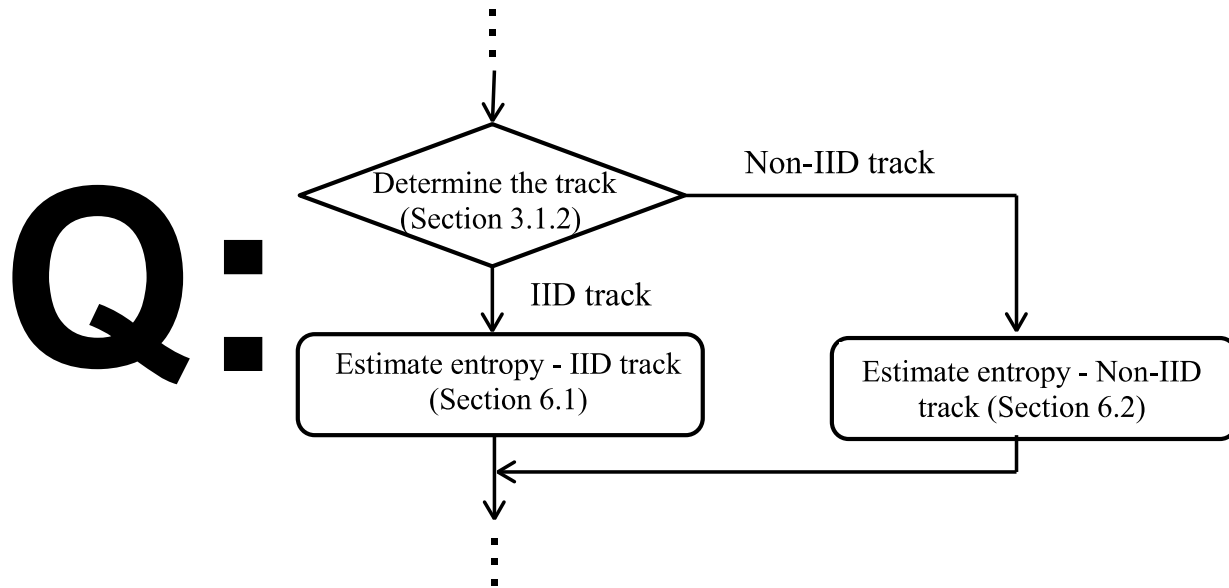 Q:
Determine the track
(Section 3.1.2)
Non-IID track
IID track
Estimate entropy - IID track
(Section 6.1)
Estimate entropy - Non-IID
track (Section 6.2)